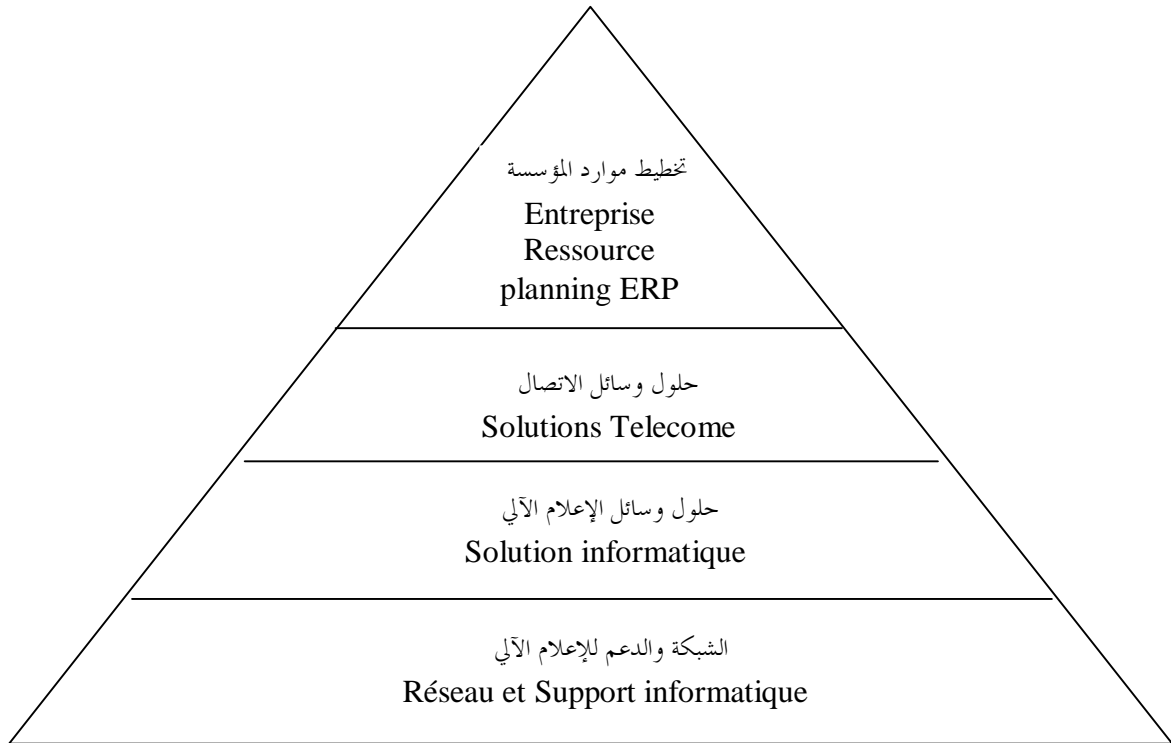 تخطيط موارد المؤسسة
Entreprise
Ressource
planning ERP
حلول وسائل الاتصال
Solutions Telecome
حلول وسائل الإعلام الآلي
Solution informatique
الشبكة والدعم للإعلام الآلي
Réseau et Support informatique